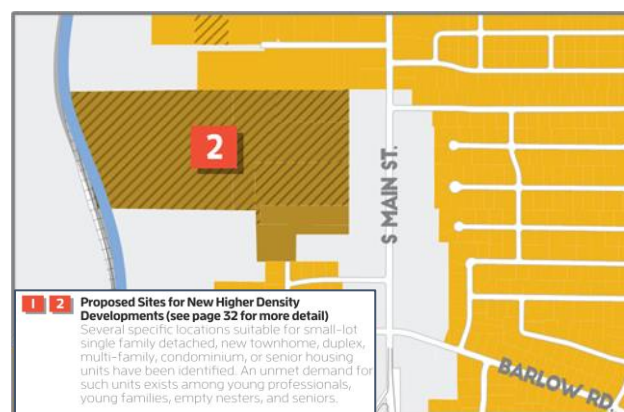 2
S MAIN ST.
1 2 Proposed Sites for New Higher Density
Developments (see page 32 for more detail)
Several specific locations suitable for small-lot
single family detached, new townhome, duplex,
multi-family, condominium, or senior housing
units have been identified. An unmet demand for
such units exists among young professionals,
young families, empty nesters, and seniors.
BARLOW RD.